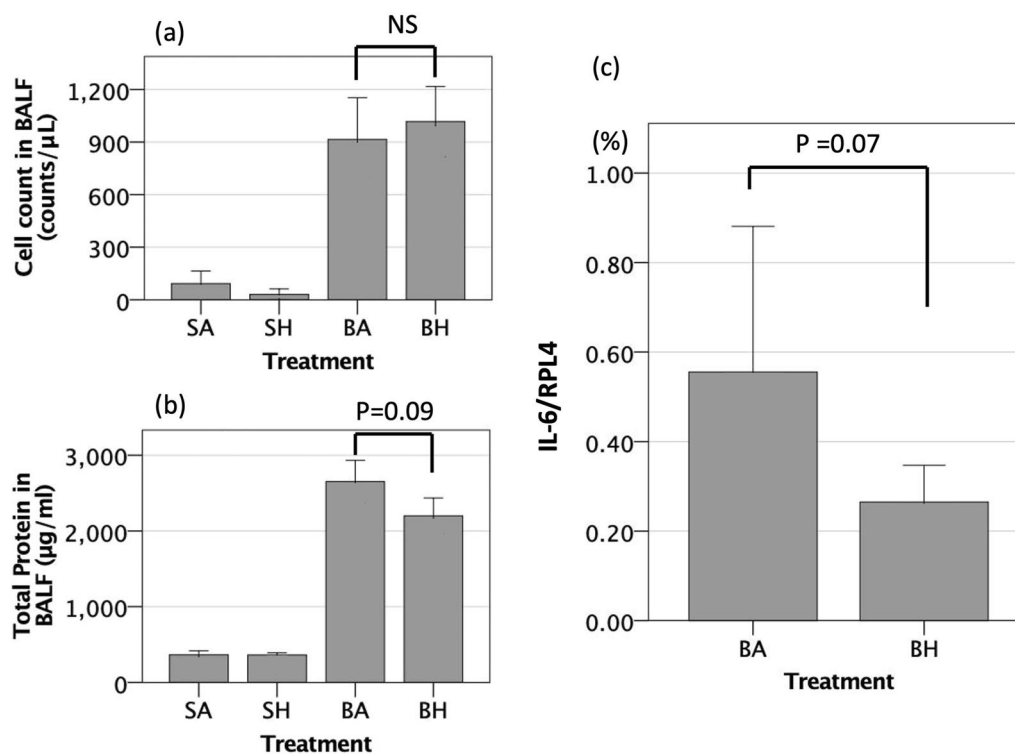 (a)
NS
Cell count in BALF
(counts/µL)
1,200
900
600
300
0
SA SH BA BH
Treatment
(b)
P=0.09
Total Protein in
BALF (µg/ml)
3,000
2,000
1,000
0
SA SH BA BH
Treatment
(c)
(%)
P =0.07
IL-6/RPL4
1.00
0.80
0.60
0.40
0.20
0.00
BA BH
Treatment